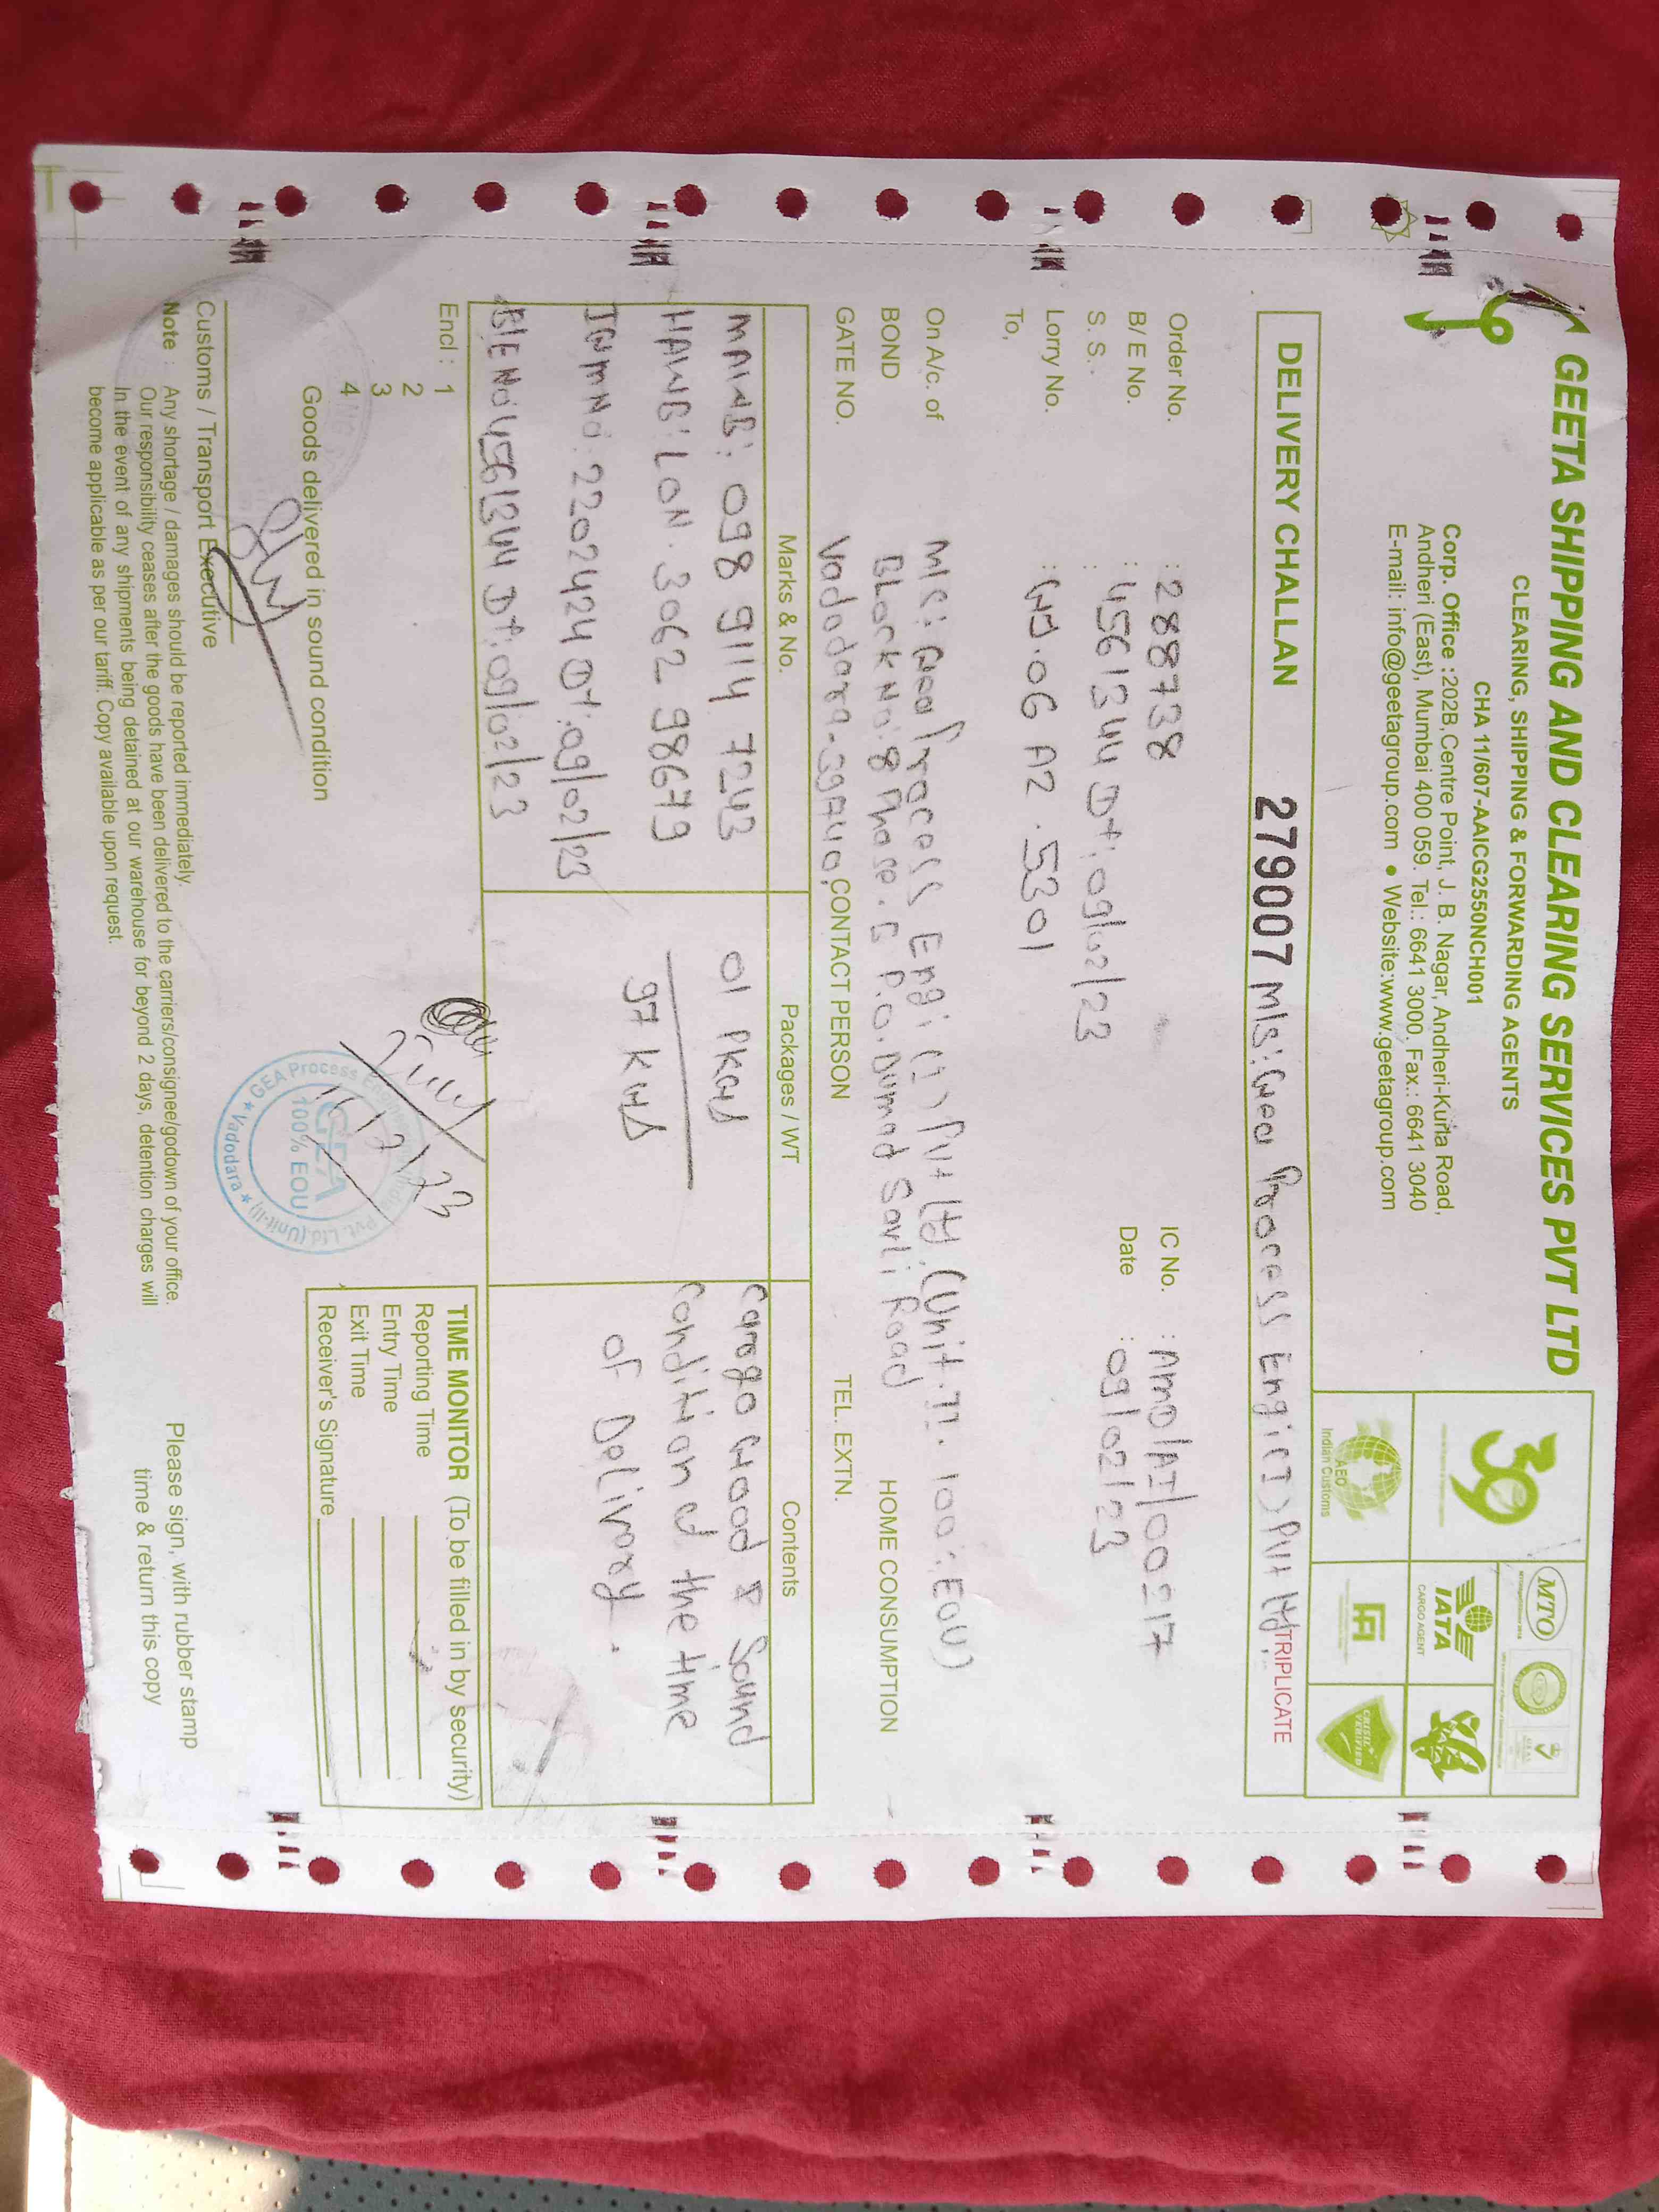 GEETA SHIPPING AND CLEARING SERVICES PVT LTD
CLEARING, SHIPPING & FORWARDING AGENTS
CHA 11/607-AAICG2550NCH001
Corp. Office :202B,Centre Point, J. B. Nagar, Andheri-Kurla Road,
Andheri (East), Mumbai 400 059. Tel.: 6641 3000, Fax.: 6641 3040
E-mail: info@geetagroup.com • Website:www.geetagroup.com
30
MTO
IATA
CARGO AGENT
AEO
Indian Customs
CRISIL
VERIFIED
DELIVERY CHALLAN 279007 M/s: Gea Process Engi(I) Pvt Ltd. TRIPLICATE
Order No. : 288738 IC No. : AMD/AI/00217
B/E No. : 4561344 Dt: 09/02/23 Date : 09/02/23
S. S. :
Lorry No. : GJ.06 AZ. 5301
To,
On A/c. of M/s: Gea Process Engi (I) Pvt Ltd (Unit.II. 100% EOU)
BOND Block No: 8 Phase. B P.O. Dumad Savli Road HOME CONSUMPTION
GATE NO. Vadodara-391740. CONTACT PERSON TEL. EXTN.
Marks & No. Packages / WT Contents
MAWB: 098 9114 7243 01 PKGS Cargo Good & Sound
HAWB: LON. 3062 98679 97 KGS Condition at the time
IGM No: 2202424 Dt: 09/02/23 of Delivery.
B/E No: 4561344 Dt: 09/02/23
Encl : 1
2
3
4
Goods delivered in sound condition
Customs / Transport Executive
GEA Process Engineering (India) Pvt. Ltd.(Unit-II)
GEA
100% EOU
★ Vadodara ★
TIME MONITOR (To be filled in by security)
Reporting Time
Entry Time
Exit Time
Receiver's Signature
Note : Any shortage / damages should be reported immediately.
Our responsibility ceases after the goods have been delivered to the carriers/consignee/godown of your office.
In the event of any shipments being detained at our warehouse for beyond 2 days, detention charges will
become applicable as per our tariff. Copy available upon request.
Please sign, with rubber stamp
time & return this copy